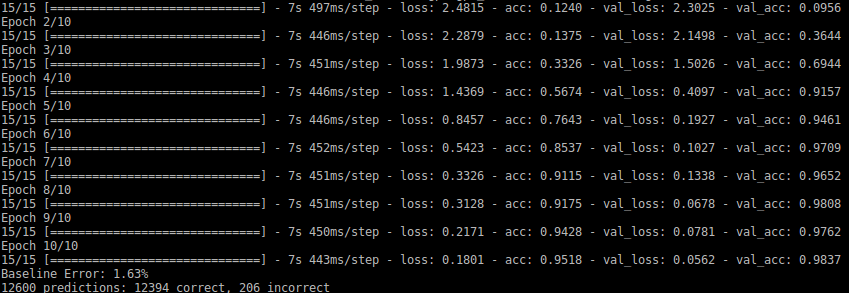 15/15 [==============================] - 7s 497ms/step - loss: 2.4815 - acc: 0.1240 - val_loss: 2.3025 - val_acc: 0.0956
Epoch 2/10
15/15 [==============================] - 7s 446ms/step - loss: 2.2879 - acc: 0.1375 - val_loss: 2.1498 - val_acc: 0.3644
Epoch 3/10
15/15 [==============================] - 7s 451ms/step - loss: 1.9873 - acc: 0.3326 - val_loss: 1.5026 - val_acc: 0.6944
Epoch 4/10
15/15 [==============================] - 7s 446ms/step - loss: 1.4369 - acc: 0.5674 - val_loss: 0.4097 - val_acc: 0.9157
Epoch 5/10
15/15 [==============================] - 7s 446ms/step - loss: 0.8457 - acc: 0.7643 - val_loss: 0.1927 - val_acc: 0.9461
Epoch 6/10
15/15 [==============================] - 7s 452ms/step - loss: 0.5423 - acc: 0.8537 - val_loss: 0.1027 - val_acc: 0.9709
Epoch 7/10
15/15 [==============================] - 7s 451ms/step - loss: 0.3326 - acc: 0.9115 - val_loss: 0.1338 - val_acc: 0.9652
Epoch 8/10
15/15 [==============================] - 7s 451ms/step - loss: 0.3128 - acc: 0.9175 - val_loss: 0.0678 - val_acc: 0.9808
Epoch 9/10
15/15 [==============================] - 7s 450ms/step - loss: 0.2171 - acc: 0.9428 - val_loss: 0.0781 - val_acc: 0.9762
Epoch 10/10
15/15 [==============================] - 7s 443ms/step - loss: 0.1801 - acc: 0.9518 - val_loss: 0.0562 - val_acc: 0.9837
Baseline Error: 1.63%
12600 predictions: 12394 correct, 206 incorrect